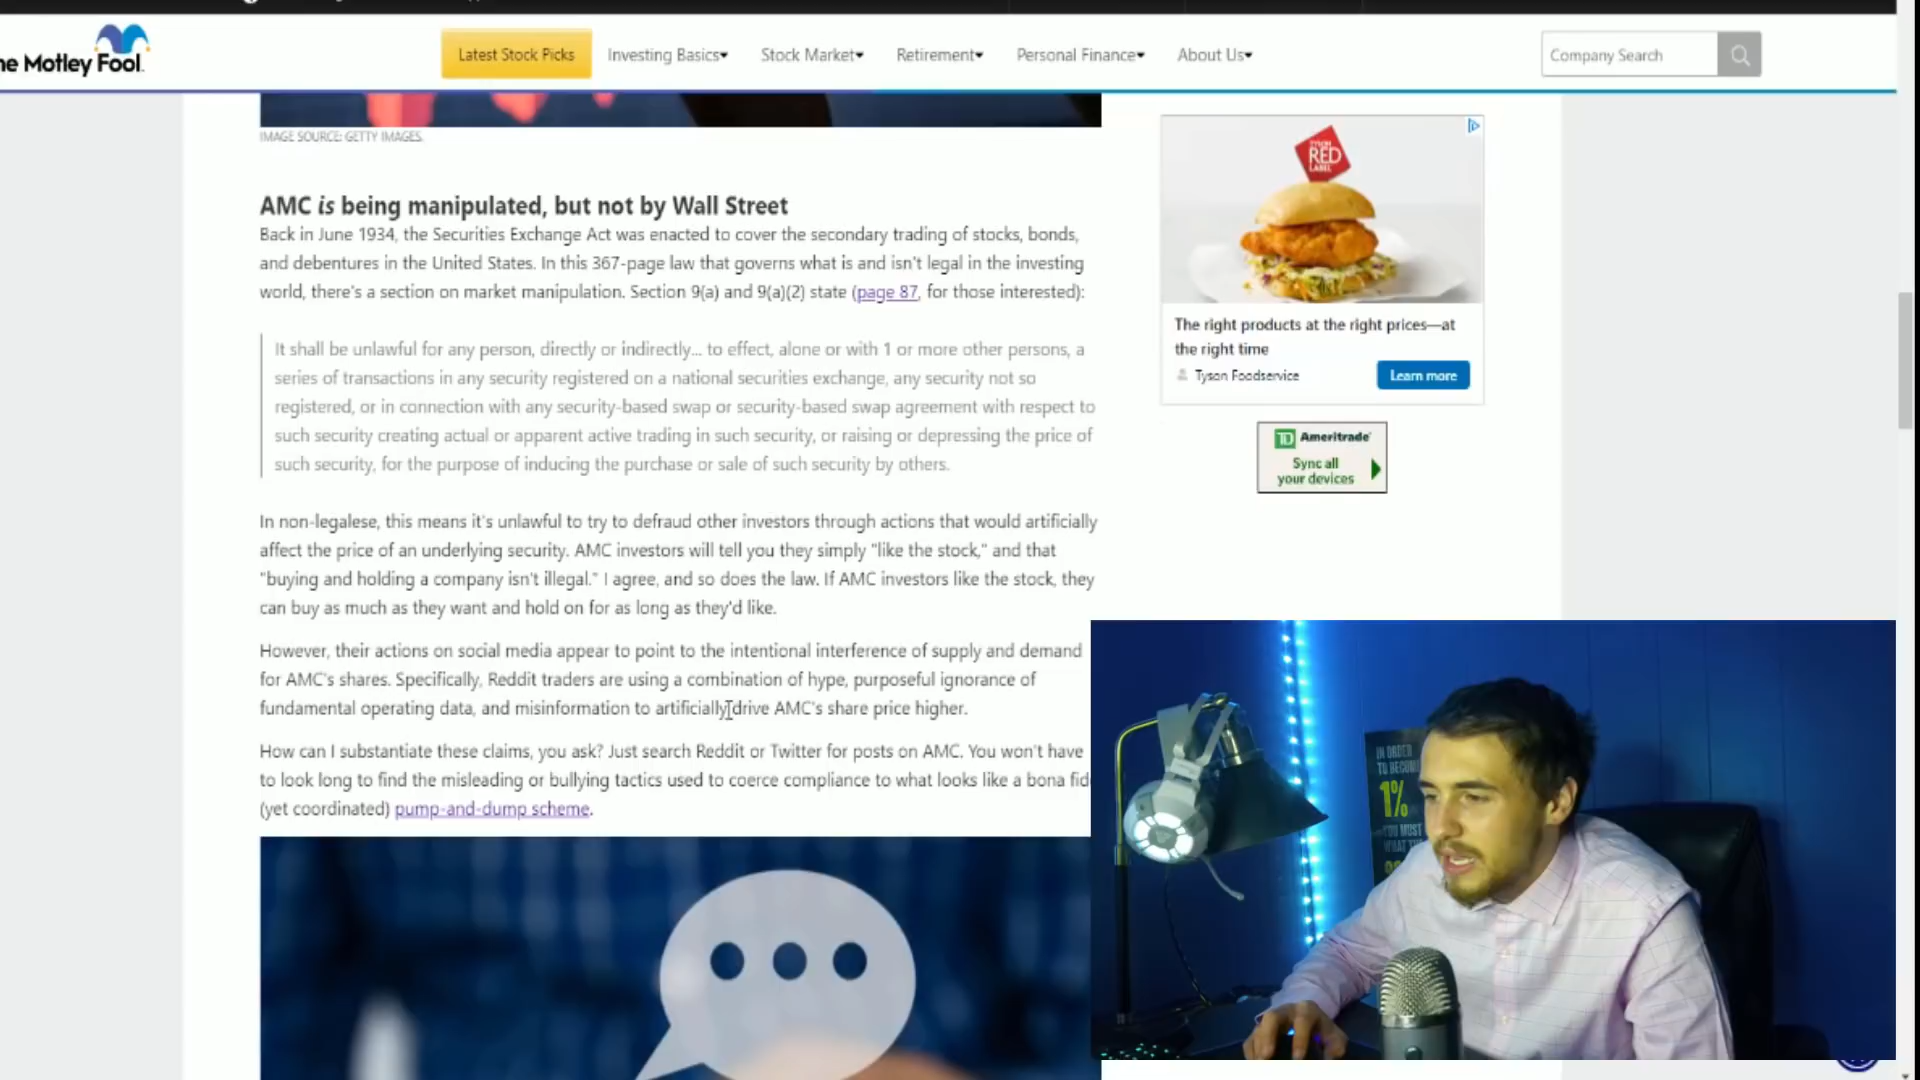 he Motley Fool.
Latest Stock Picks
Investing Basics
Stock Market
Retirement
Personal Finance
About Us
Company Search
IMAGE SOURCE: GETTY IMAGES.
AMC is being manipulated, but not by Wall Street
Back in June 1934, the Securities Exchange Act was enacted to cover the secondary trading of stocks, bonds,
and debentures in the United States. In this 367-page law that governs what is and isn't legal in the investing
world, there's a section on market manipulation. Section 9(a) and 9(a)(2) state (page 87, for those interested):
It shall be unlawful for any person, directly or indirectly... to effect, alone or with 1 or more other persons, a
series of transactions in any security registered on a national securities exchange, any security not so
registered, or in connection with any security-based swap or security-based swap agreement with respect to
such security creating actual or apparent active trading in such security, or raising or depressing the price of
such security, for the purpose of inducing the purchase or sale of such security by others.
In non-legalese, this means it's unlawful to try to defraud other investors through actions that would artificially
affect the price of an underlying security. AMC investors will tell you they simply "like the stock," and that
"buying and holding a company isn't illegal." I agree, and so does the law. If AMC investors like the stock, they
can buy as much as they want and hold on for as long as they'd like.
However, their actions on social media appear to point to the intentional interference of supply and demand
for AMC's shares. Specifically, Reddit traders are using a combination of hype, purposeful ignorance of
fundamental operating data, and misinformation to artificially drive AMC's share price higher.
How can I substantiate these claims, you ask? Just search Reddit or Twitter for posts on AMC. You won't have
to look long to find the misleading or bullying tactics used to coerce compliance to what looks like a bona fid
(yet coordinated) pump-and-dump scheme.
TYSON
RED
LABEL
The right products at the right prices—at
the right time
Tyson Foodservice
Learn more
TD Ameritrade
Sync all
your devices
IN ORDER
TO BECOME
1%
YOU MUST
WHAT THE